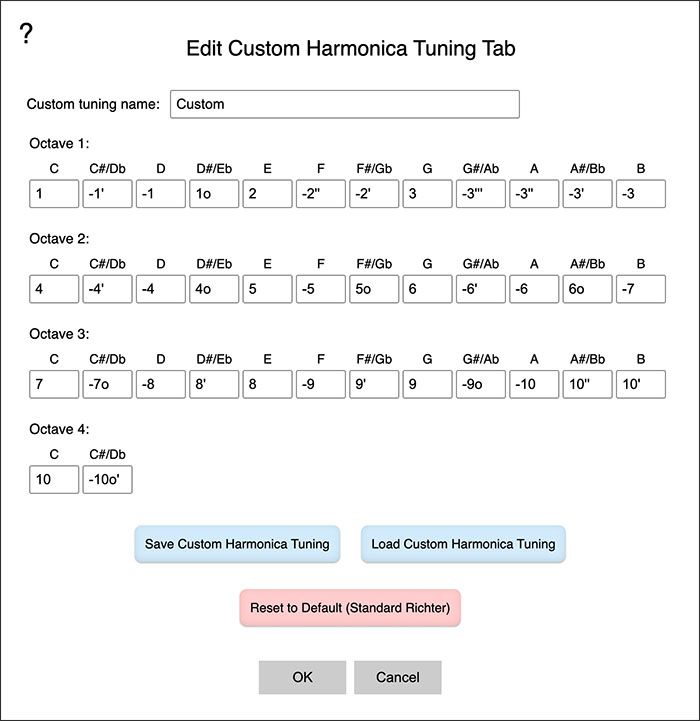 ?
Edit Custom Harmonica Tuning Tab
Custom tuning name: Custom
Octave 1:
C C#/Db D D#/Eb E F F#/Gb G G#/Ab A A#/Bb B
1 -1' -1 1o 2 -2" -2' 3 -3"' -3" -3' -3
Octave 2:
C C#/Db D D#/Eb E F F#/Gb G G#/Ab A A#/Bb B
4 -4' -4 4o 5 -5 5o 6 -6' -6 6o -7
Octave 3:
C C#/Db D D#/Eb E F F#/Gb G G#/Ab A A#/Bb B
7 -7o -8 8' 8 -9 9' 9 -9o -10 10" 10'
Octave 4:
C C#/Db
10 -10o'
Save Custom Harmonica Tuning Load Custom Harmonica Tuning
Reset to Default (Standard Richter)
OK Cancel